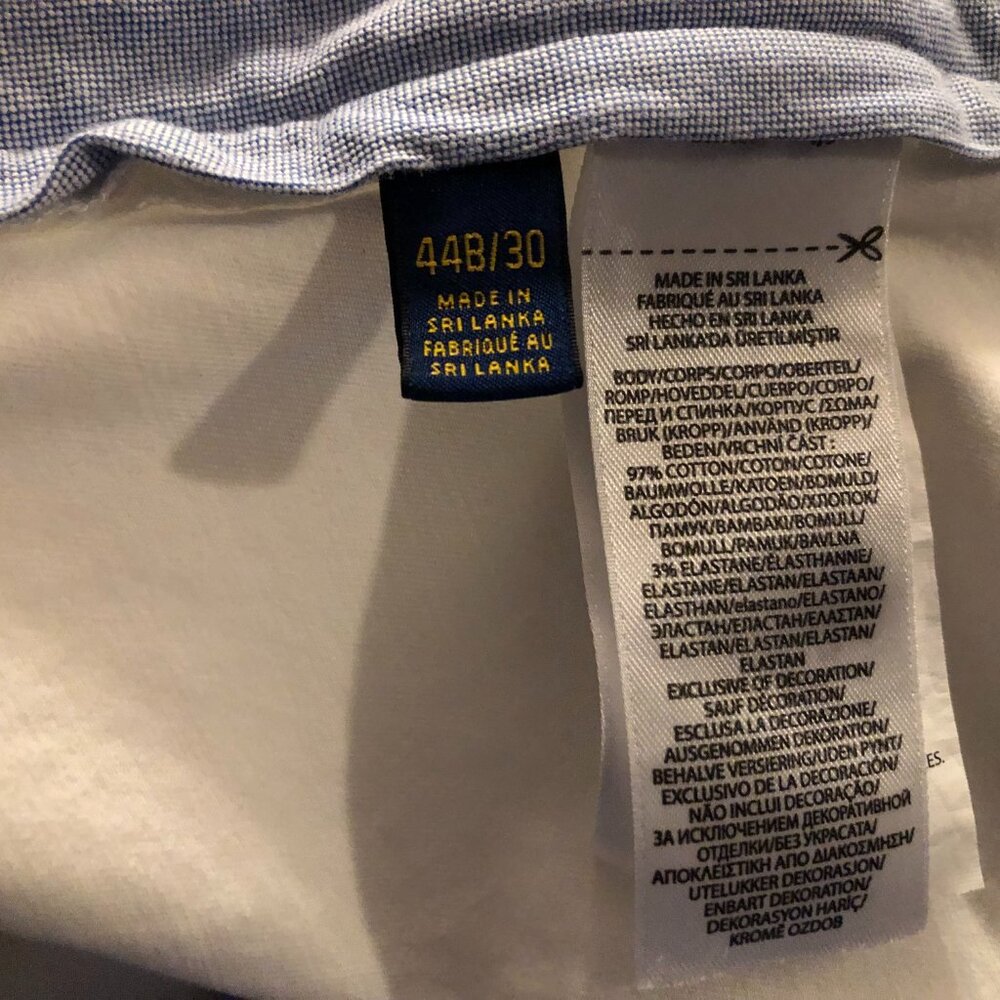 44B/30
MADE IN
SRI LANKA
FABRIQUÉ AU
SRI LANKA
MADE IN SRI LANKA
FABRIQUÉ AU SRI LANKA
HECHO EN SRI LANKA
SRİ LANKA'DA ÜRETİLMİŞTİR
BODY/CORPS/CORPO/OBERTEIL/
ROMP/HOVEDDEL/CUERPO/CORPO/
ПЕРЕД И СПИНКА/КОРПУС /ΣΩΜΑ/
BRUK (KROPP)/ANVÄND (KROPP)/
BEDEN/VRCHNÍ ČÁST :
97% COTTON/COTON/COTONE/
BAUMWOLLE/KATOEN/BOMULD/
ALGODÓN/ALGODÃO/ХЛОПОК/
ПАМУК/ΒΑΜΒΑΚΙ/BOMULL/
BOMULL/PAMUK/BAVLNA
3% ELASTANE/ÉLASTHANNE/
ELASTANE/ELASTAN/ELASTAAN/
ELASTHAN/elastano/ELASTANO/
ЭЛАСТАН/ЕЛАСТАН/ΕΛΑΣΤΑΝ/
ELASTAN/ELASTAN/ELASTAN/
ELASTAN
EXCLUSIVE OF DECORATION/
SAUF DÉCORATION/
ESCLUSA LA DECORAZIONE/
AUSGENOMMEN DEKORATION/
BEHALVE VERSIERING/UDEN PYNT/
EXCLUSIVO DE LA DECORACIÓN/
NÃO INCLUI DECORAÇÃO/
ЗА ИСКЛЮЧЕНИЕМ ДЕКОРАТИВНОЙ
ОТДЕЛКИ/БЕЗ УКРАСАТА/
ΑΠΟΚΛΕΙΣΤΙΚΗ ΑΠΟ ΔΙΑΚΟΣΜΗΣΗ/
UTELUKKER DEKORASJON/
ENBART DEKORATION/
DEKORASYON HARİÇ/
KROMĚ OZDOB
ES.